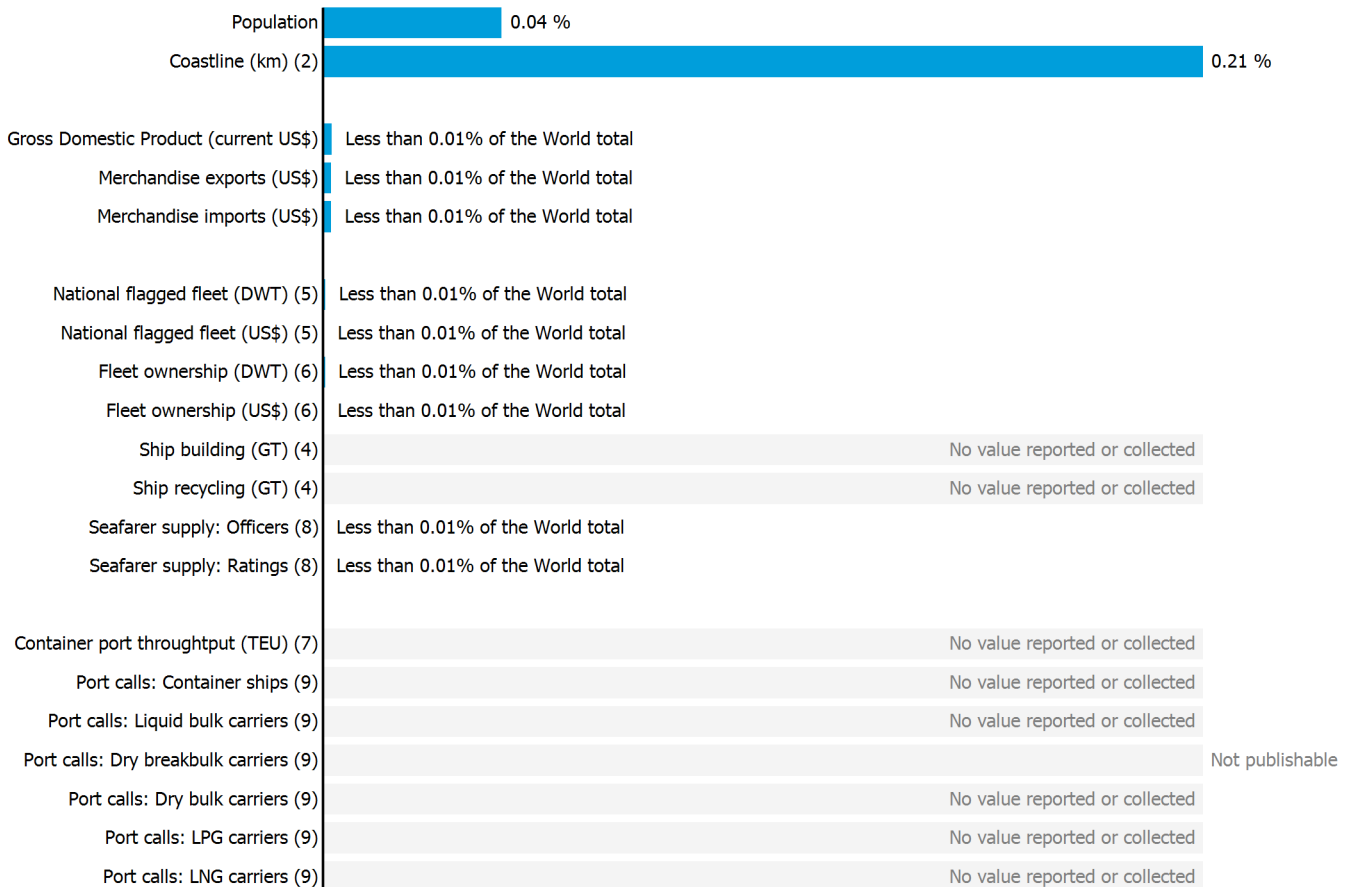 Population 0.04 %
Coastline (km) (2) 0.21 %
Gross Domestic Product (current US$) Less than 0.01% of the World total
Merchandise exports (US$) Less than 0.01% of the World total
Merchandise imports (US$) Less than 0.01% of the World total
National flagged fleet (DWT) (5) Less than 0.01% of the World total
National flagged fleet (US$) (5) Less than 0.01% of the World total
Fleet ownership (DWT) (6) Less than 0.01% of the World total
Fleet ownership (US$) (6) Less than 0.01% of the World total
Ship building (GT) (4) No value reported or collected
Ship recycling (GT) (4) No value reported or collected
Seafarer supply: Officers (8) Less than 0.01% of the World total
Seafarer supply: Ratings (8) Less than 0.01% of the World total
Container port throughtput (TEU) (7) No value reported or collected
Port calls: Container ships (9) No value reported or collected
Port calls: Liquid bulk carriers (9) No value reported or collected
Port calls: Dry breakbulk carriers (9) Not publishable
Port calls: Dry bulk carriers (9) No value reported or collected
Port calls: LPG carriers (9) No value reported or collected
Port calls: LNG carriers (9) No value reported or collected